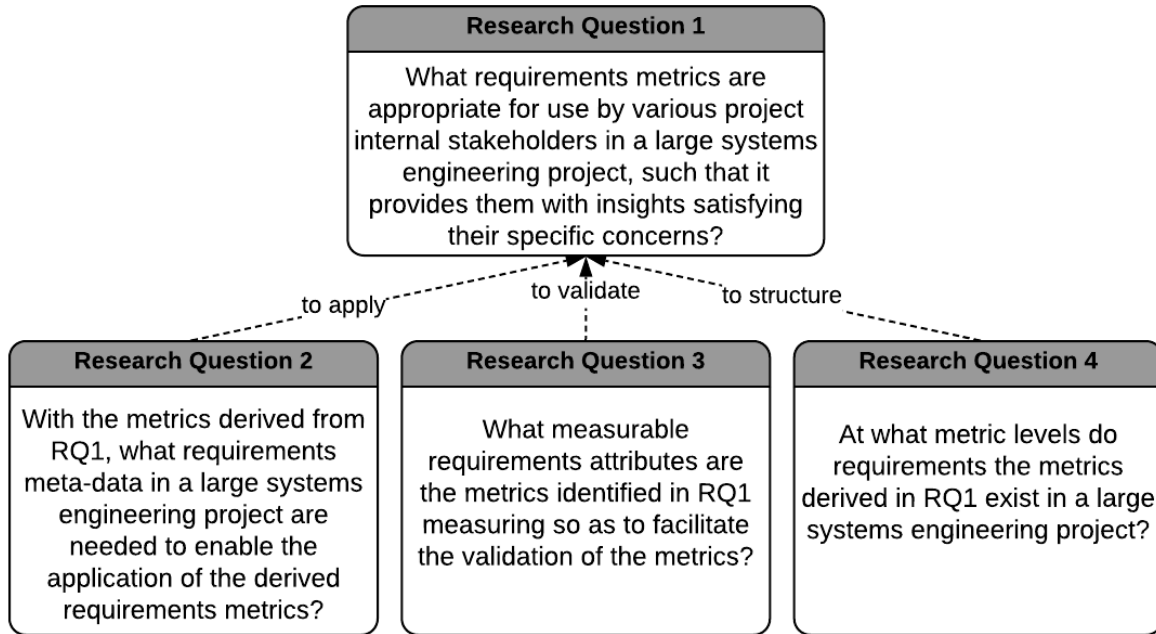 Research Question 1
What requirements metrics are
appropriate for use by various project
internal stakeholders in a large systems
engineering project, such that it
provides them with insights satisfying
their specific concerns?
to apply
to validate
to structure
Research Question 2
With the metrics derived from
RQ1, what requirements
meta-data in a large systems
engineering project are
needed to enable the
application of the derived
requirements metrics?
Research Question 3
What measurable
requirements attributes are
the metrics identified in RQ1
measuring so as to facilitate
the validation of the metrics?
Research Question 4
At what metric levels do
requirements the metrics
derived in RQ1 exist in a large
systems engineering project?